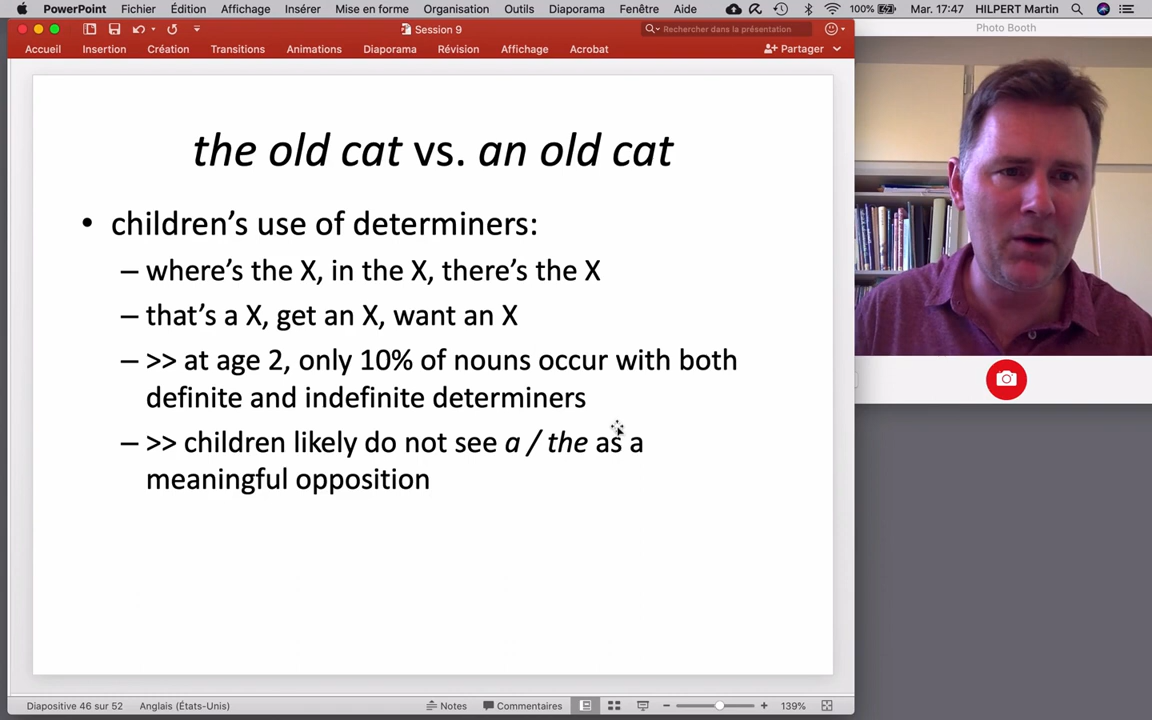 PowerPoint Fichier Édition Affichage Insérer Mise en forme Organisation Outils Diaporama Fenêtre Aide 100% Mar. 17:47 HILPERT Martin
Session 9
Rechercher dans la présentation
Photo Booth
Accueil Insertion Création Transitions Animations Diaporama Révision Affichage Acrobat Partager
the old cat vs. an old cat
• children's use of determiners:
– where's the X, in the X, there's the X
– that's a X, get an X, want an X
– >> at age 2, only 10% of nouns occur with both
definite and indefinite determiners
– >> children likely do not see a / the as a
meaningful opposition
Diapositive 46 sur 52 Anglais (États-Unis) Notes Commentaires 139%